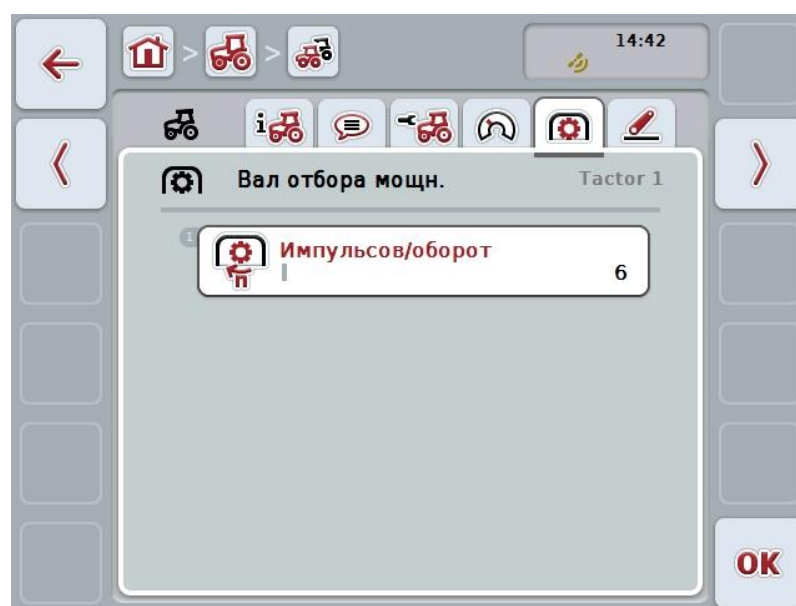 14:42
Вал отбора мощн.
Tactor 1
1
Импульсов/оборот
6
n
OK